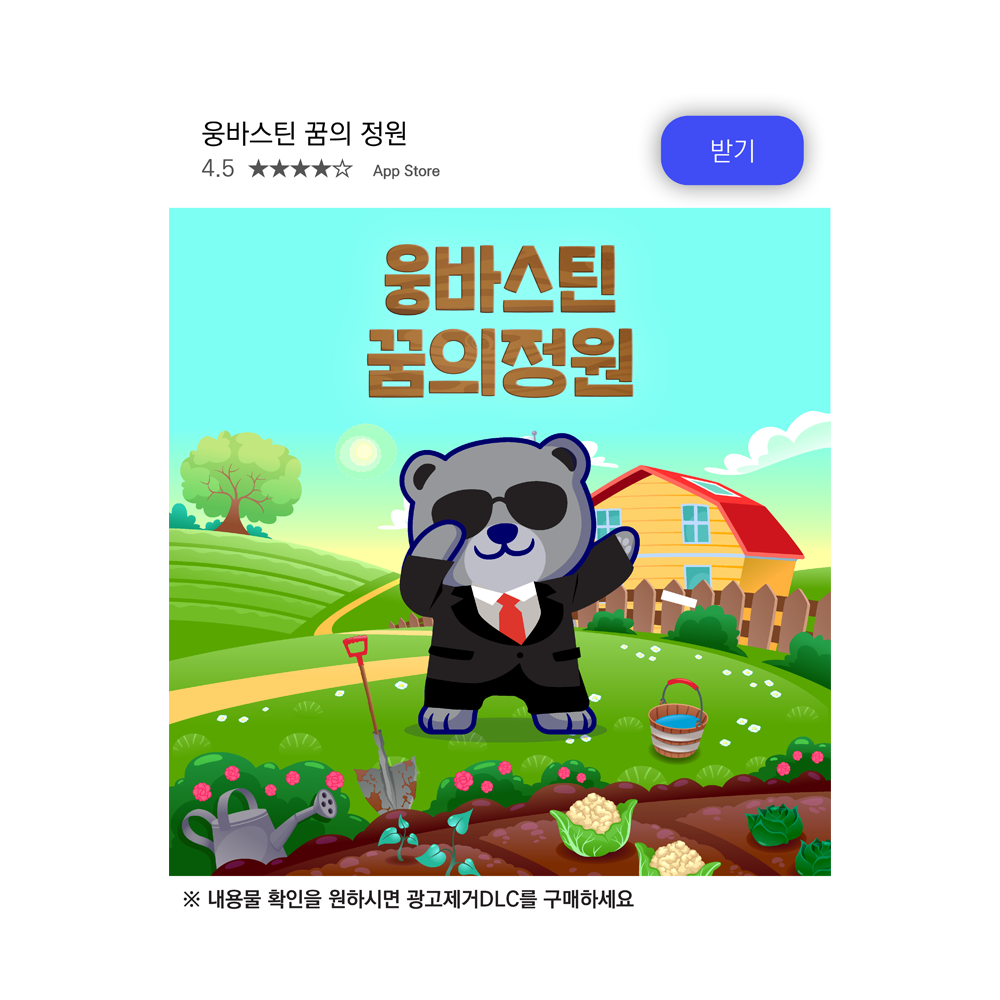 웅바스틴 꿈의 정원
4.5 ★★★★☆ App Store
받기
웅바스틴
꿈의정원
※ 내용물 확인을 원하시면 광고제거DLC를 구매하세요